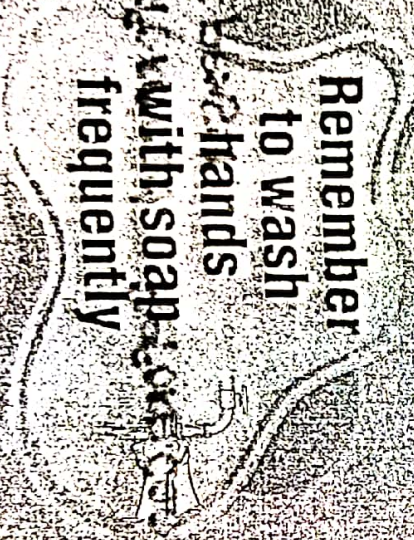 Remember
to wash
hands
with soap
frequently